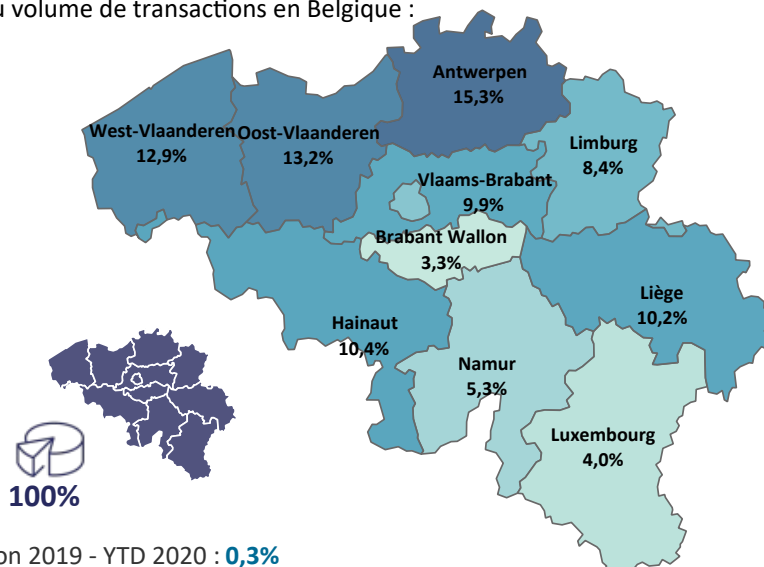 volume de transactions en Belgique :
Antwerpen
15,3%
West-Vlaanderen
12,9%
Oost-Vlaanderen
13,2%
Limburg
8,4%
Vlaams-Brabant
9,9%
Brabant Wallon
3,3%
Liège
10,2%
Hainaut
10,4%
Namur
5,3%
Luxembourg
4,0%
100%
on 2019 - YTD 2020 : 0,3%